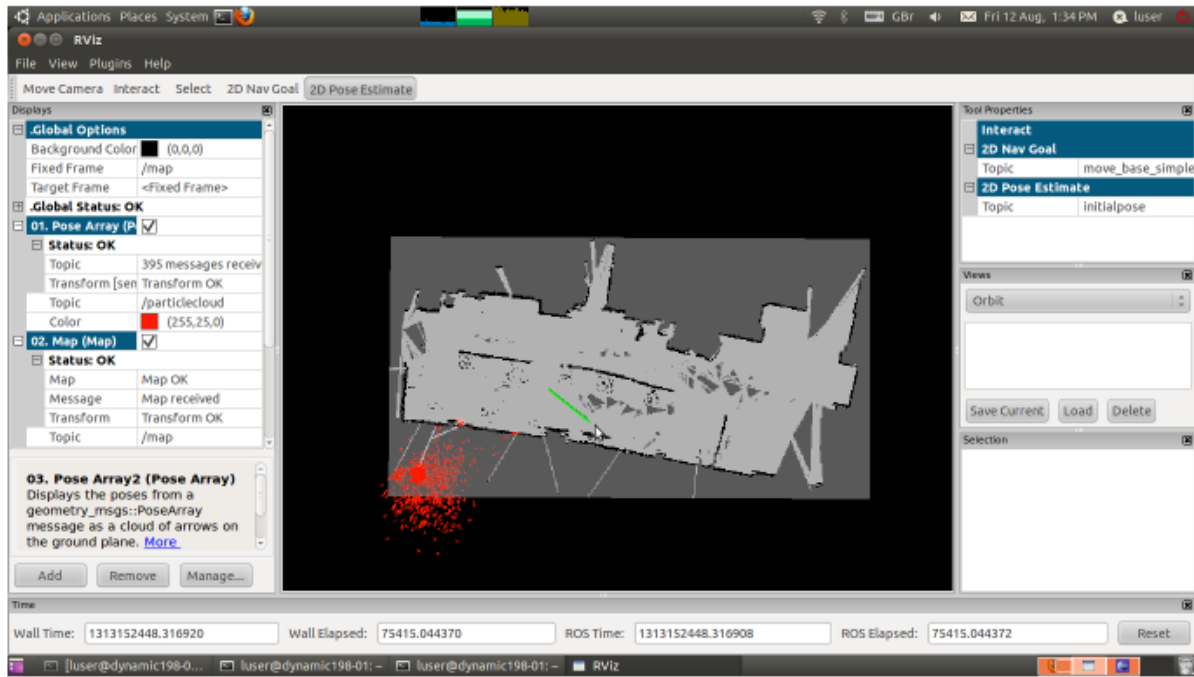 Applications Places System GBr Fri 12 Aug, 1:34 PM luser
RViz
File View Plugins Help
Move Camera Interact Select 2D Nav Goal 2D Pose Estimate
Displays
.Global Options
Background Color (0,0,0)
Fixed Frame /map
Target Frame <Fixed Frame>
.Global Status: OK
01. Pose Array (P
Status: OK
Topic 395 messages receiv
Transform [sen Transform OK
Topic /particlecloud
Color (255,25,0)
02. Map (Map)
Status: OK
Map Map OK
Message Map received
Transform Transform OK
Topic /map
03. Pose Array2 (Pose Array)
Displays the poses from a
geometry_msgs::PoseArray
message as a cloud of arrows on
the ground plane. More
Add Remove Manage...
Tool Properties
Interact
2D Nav Goal
Topic move_base_simple
2D Pose Estimate
Topic initialpose
Views
Orbit
Save Current Load Delete
Selection
Time
Wall Time: 1313152448.316920 Wall Elapsed: 75415.044370 ROS Time: 1313152448.316908 ROS Elapsed: 75415.044372 Reset
[luser@dynamic198-0... luser@dynamic198-01: ~ luser@dynamic198-01: ~ RViz